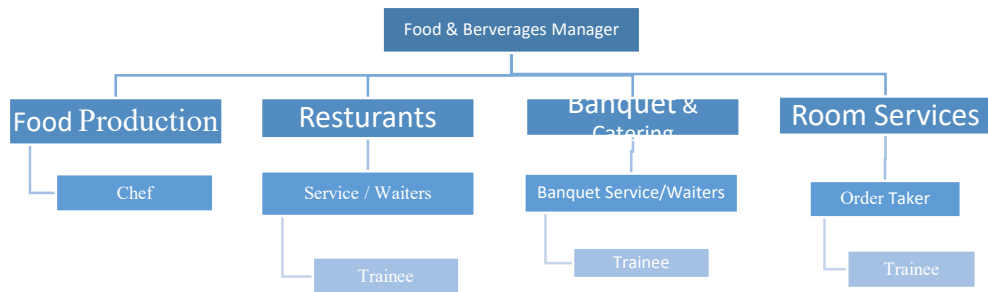 Food & Berverages Manager
Food Production
Resturants
Banquet &
Catering
Room Services
Chef
Service / Waiters
Banquet Service/Waiters
Order Taker
Trainee
Trainee
Trainee